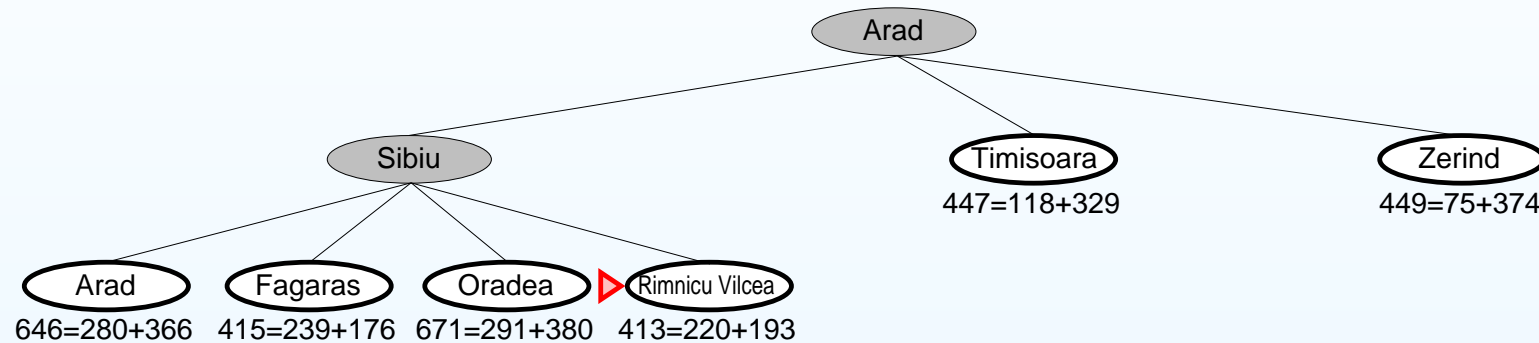 Arad
Sibiu
Timisoara
Zerind
447=118+329
449=75+374
Arad
Fagaras
Oradea
Rimnicu Vilcea
646=280+366
415=239+176
671=291+380
413=220+193